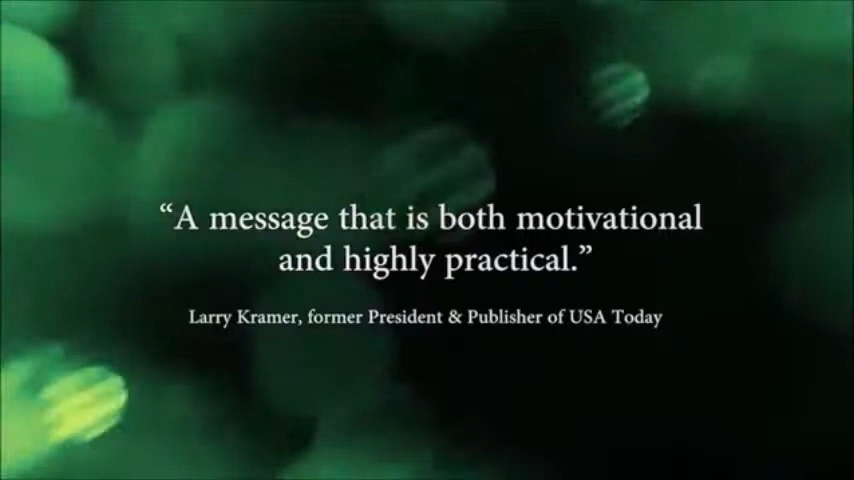 “A message that is both motivational
and highly practical.”
Larry Kramer, former President & Publisher of USA Today